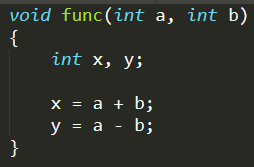 void func(int a, int b)
{
    int x, y;

    x = a + b;
    y = a - b;
}